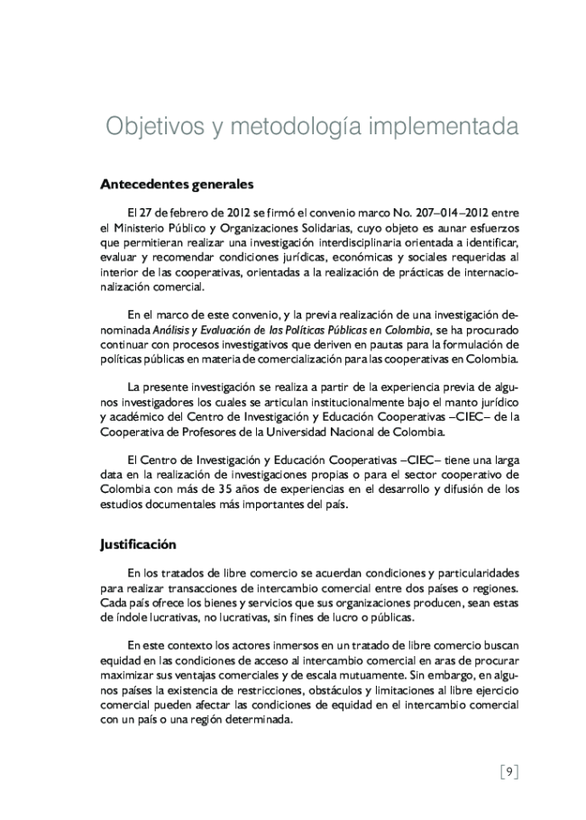 Objetivos y metodología implementada
Antecedentes generales
El 27 de febrero de 2012 se firmó el convenio marco No. 207–014–2012 entre
el Ministerio Público y Organizaciones Solidarias, cuyo objeto es aunar esfuerzos
que permitieran realizar una investigación interdisciplinaria orientada a identificar,
evaluar y recomendar condiciones jurídicas, económicas y sociales requeridas al
interior de las cooperativas, orientadas a la realización de prácticas de internacio-
nalización comercial.
En el marco de este convenio, y la previa realización de una investigación de-
nominada Análisis y Evaluación de las Políticas Públicas en Colombia, se ha procurado
continuar con procesos investigativos que deriven en pautas para la formulación de
políticas públicas en materia de comercialización para las cooperativas en Colombia.
La presente investigación se realiza a partir de la experiencia previa de algu-
nos investigadores los cuales se articulan institucionalmente bajo el manto jurídico
y académico del Centro de Investigación y Educación Cooperativas –CIEC– de la
Cooperativa de Profesores de la Universidad Nacional de Colombia.
El Centro de Investigación y Educación Cooperativas –CIEC– tiene una larga
data en la realización de investigaciones propias o para el sector cooperativo de
Colombia con más de 35 años de experiencias en el desarrollo y difusión de los
estudios documentales más importantes del país.
Justificación
En los tratados de libre comercio se acuerdan condiciones y particularidades
para realizar transacciones de intercambio comercial entre dos países o regiones.
Cada país ofrece los bienes y servicios que sus organizaciones producen, sean estas
de índole lucrativas, no lucrativas, sin fines de lucro o públicas.
En este contexto los actores inmersos en un tratado de libre comercio buscan
equidad en las condiciones de acceso al intercambio comercial en aras de procurar
maximizar sus ventajas comerciales y de escala mutuamente. Sin embargo, en algu-
nos países la existencia de restricciones, obstáculos y limitaciones al libre ejercicio
comercial pueden afectar las condiciones de equidad en el intercambio comercial
con un país o una región determinada.
[9]